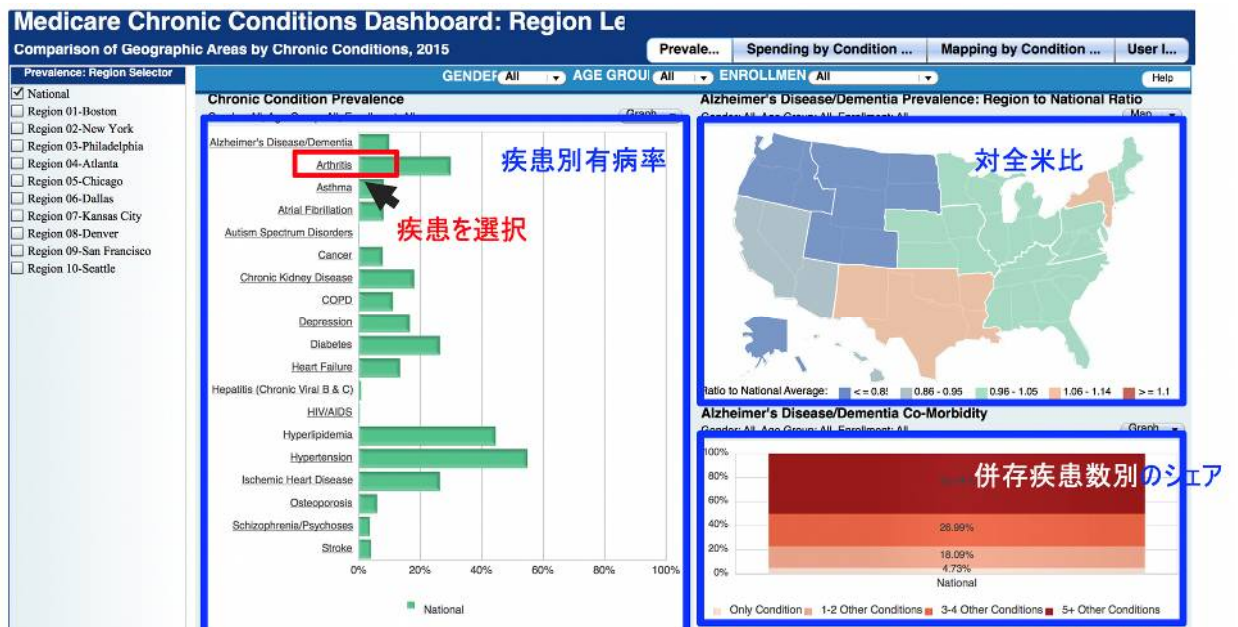 Medicare Chronic Conditions Dashboard: Region Le
Comparison of Geographic Areas by Chronic Conditions, 2015
Prevale... Spending by Condition ... Mapping by Condition ... User I...
Prevalence: Region Selector
GENDER All AGE GROU All ENROLLMEN All Help
National
Region 01-Boston
Region 02-New York
Region 03-Philadelphia
Region 04-Atlanta
Region 05-Chicago
Region 06-Dallas
Region 07-Kansas City
Region 08-Denver
Region 09-San Francisco
Region 10-Seattle
Chronic Condition Prevalence
Graph
疾患別有病率
Alzheimer's Disease/Dementia
Arthritis
Asthma
疾患を選択
Atrial Fibrillation
Autism Spectrum Disorders
Cancer
Chronic Kidney Disease
COPD
Depression
Diabetes
Heart Failure
Hepatitis (Chronic Viral B & C)
HIV/AIDS
Hyperlipidemia
Hypertension
Ischemic Heart Disease
Osteoporosis
Schizophrenia/Psychoses
Stroke
0% 20% 40% 60% 80% 100%
National
Alzheimer's Disease/Dementia Prevalence: Region to National Ratio
Gender: All, Age Group: All, Enrollment: All
Map
対全米比
Ratio to National Average: <= 0.8 0.86 - 0.95 0.96 - 1.05 1.06 - 1.14 >= 1.1
Alzheimer's Disease/Dementia Co-Morbidity
Gender: All, Age Group: All, Enrollment: All
Graph
併存疾患数別のシェア
100%
80%
60%
40%
20%
0%
26.99%
18.09%
4.73%
National
Only Condition 1-2 Other Conditions 3-4 Other Conditions 5+ Other Conditions